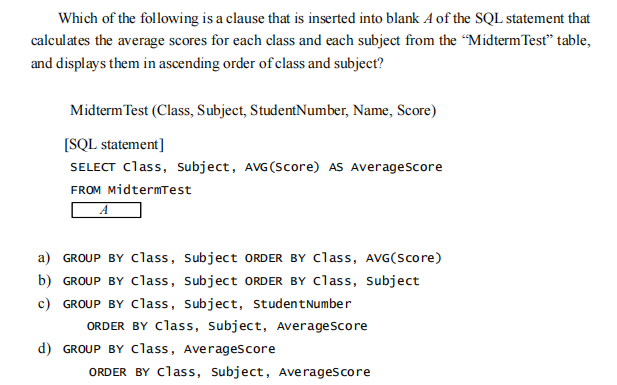 Which of the following is a clause that is inserted into blank A of the SQL statement that
calculates the average scores for each class and each subject from the “MidtermTest” table,
and displays them in ascending order of class and subject?
MidtermTest (Class, Subject, StudentNumber, Name, Score)
[SQL statement]
SELECT Class, Subject, AVG(Score) AS AverageScore
FROM MidtermTest
A
a) GROUP BY Class, Subject ORDER BY Class, AVG(Score)
b) GROUP BY Class, Subject ORDER BY Class, Subject
c) GROUP BY Class, Subject, StudentNumber
ORDER BY Class, Subject, AverageScore
d) GROUP BY Class, AverageScore
ORDER BY Class, Subject, AverageScore